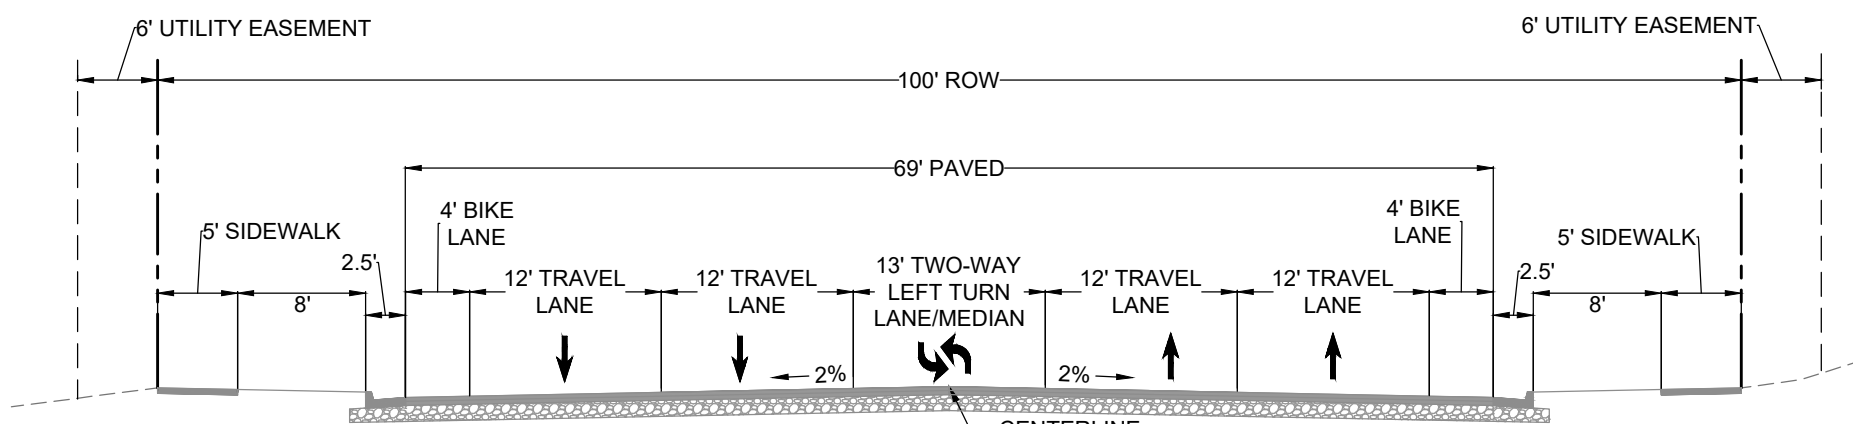 6' UTILITY EASEMENT
6' UTILITY EASEMENT
100' ROW
69' PAVED
4' BIKE
LANE
4' BIKE
LANE
5' SIDEWALK
5' SIDEWALK
2.5'
2.5'
8'
12' TRAVEL
LANE
12' TRAVEL
LANE
13' TWO-WAY
LEFT TURN
LANE/MEDIAN
12' TRAVEL
LANE
12' TRAVEL
LANE
8'
2%
2%
CENTERLINE